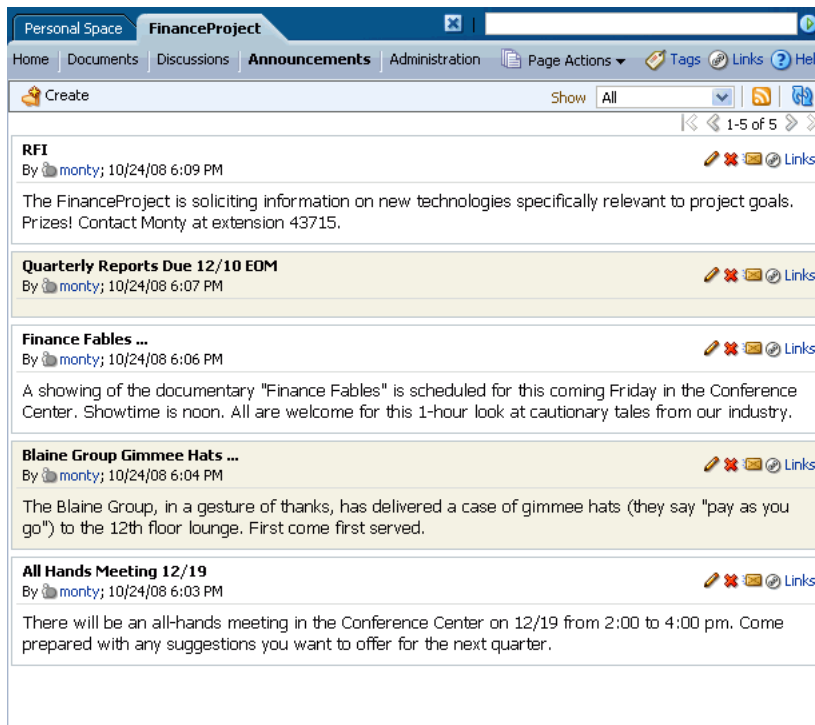 Personal Space FinanceProject
Home Documents Discussions Announcements Administration Page Actions Tags Links Hel
Create Show All
1-5 of 5
RFI
By monty; 10/24/08 6:09 PM Links
The FinanceProject is soliciting information on new technologies specifically relevant to project goals.
Prizes! Contact Monty at extension 43715.
Quarterly Reports Due 12/10 EOM
By monty; 10/24/08 6:07 PM Links
Finance Fables ...
By monty; 10/24/08 6:06 PM Links
A showing of the documentary "Finance Fables" is scheduled for this coming Friday in the Conference
Center. Showtime is noon. All are welcome for this 1-hour look at cautionary tales from our industry.
Blaine Group Gimmee Hats ...
By monty; 10/24/08 6:04 PM Links
The Blaine Group, in a gesture of thanks, has delivered a case of gimmee hats (they say "pay as you
go") to the 12th floor lounge. First come first served.
All Hands Meeting 12/19
By monty; 10/24/08 6:03 PM Links
There will be an all-hands meeting in the Conference Center on 12/19 from 2:00 to 4:00 pm. Come
prepared with any suggestions you want to offer for the next quarter.